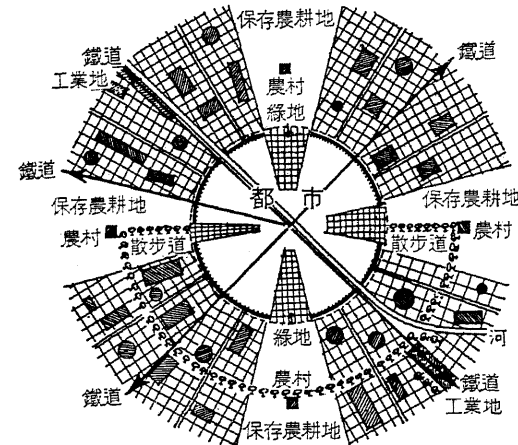 保存農耕地
鐵道
工業地
農村
綠地
鐵道
鐵道
都市
保存農耕地
保存農耕地
農村
散步道
散步道
農村
河
綠地
農村
鐵道
鐵道
工業地
保存農耕地